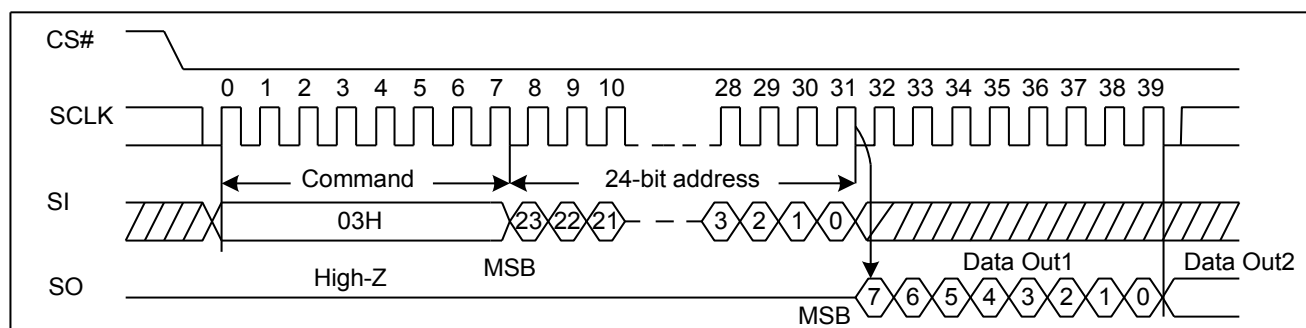 CS#
0 1 2 3 4 5 6 7 8 9 10 28 29 30 31 32 33 34 35 36 37 38 39
SCLK
Command 24-bit address
SI 03H 23 22 21 3 2 1 0
High-Z MSB Data Out1 Data Out2
SO 7 6 5 4 3 2 1 0
MSB